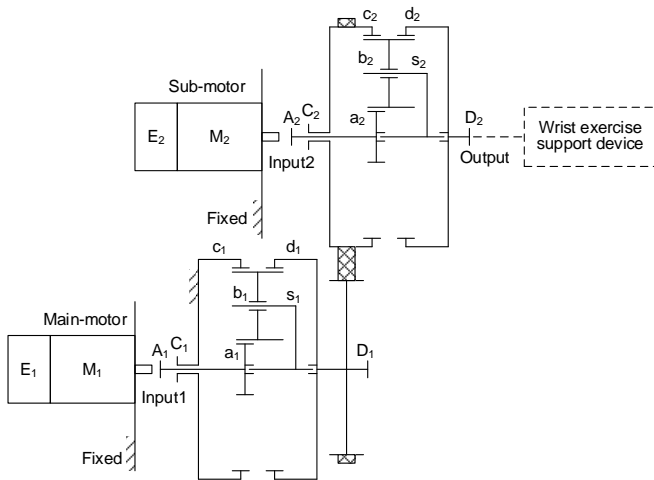 c₂ d₂
b₂ s₂
Sub-motor
A₂ C₂
a₂
D₂
E₂ M₂
Input2
Output
Wrist exercise
support device
Fixed
c₁ d₁
b₁ s₁
Main-motor
A₁ C₁
a₁
D₁
E₁ M₁
Input1
Fixed